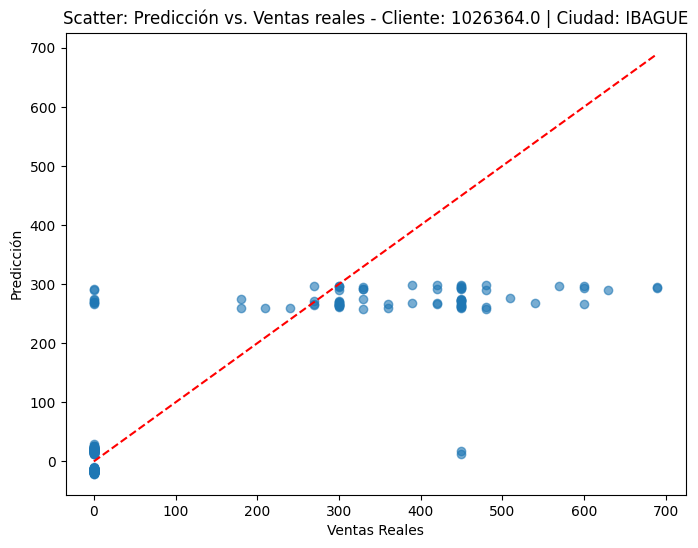 Scatter: Predicción vs. Ventas reales - Cliente: 1026364.0 | Ciudad: IBAGUE
700
600
500
400
300
200
100
0
Predicción
0 100 200 300 400 500 600 700
Ventas Reales